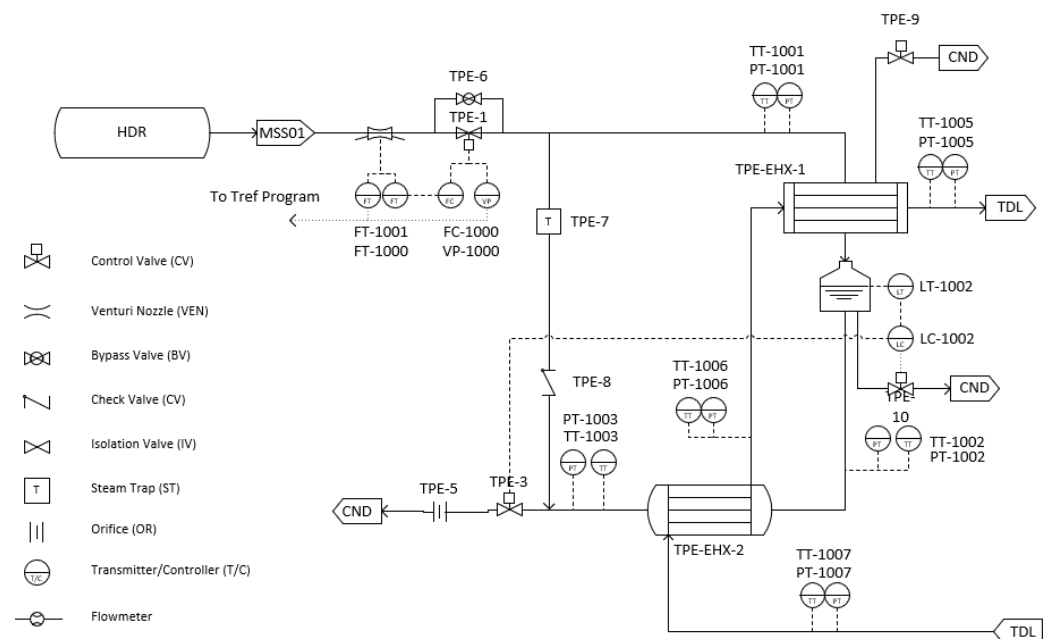 TPE-9
CND
TT-1001
PT-1001
TT
PT
TPE-6
TPE-1
HDR
MSS01
TT-1005
PT-1005
TT
PT
TPE-EHX-1
TDL
To Tref Program
FT
FT
FC
VP
FT-1001
FT-1000
FC-1000
VP-1000
T
TPE-7
LT
LT-1002
LC
LC-1002
CND
TPE-
10
TT-1006
PT-1006
TT
PT
TPE-8
PT-1003
TT-1003
PT
TT
PT
TT
TT-1002
PT-1002
TPE-3
TPE-5
CND
TPE-EHX-2
TT-1007
PT-1007
TT
PT
TDL
Control Valve (CV)
Venturi Nozzle (VEN)
Bypass Valve (BV)
Check Valve (CV)
Isolation Valve (IV)
T
Steam Trap (ST)
Orifice (OR)
T/C
Transmitter/Controller (T/C)
Flowmeter